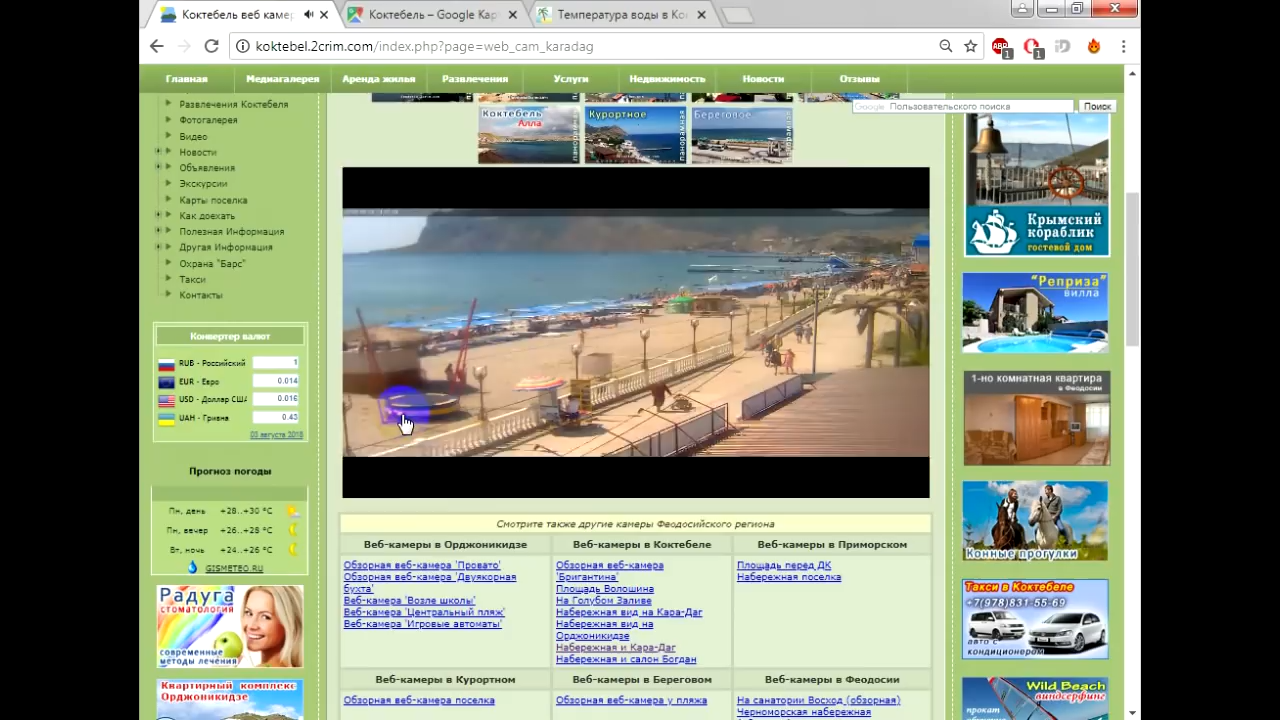 Коктебель веб камер
Коктебель – Google Кар
Температура воды в Ко
koktebel.2crim.com/index.php?page=web_cam_karadag
ABP
1
1
Главная
Медиагалерея
Аренда жилья
Развлечения
Услуги
Недвижимость
Новости
Отзывы
Google
Пользовательского поиска
Поиск
Развлечения Коктебеля
Фотогалерея
Видео
Новости
Объявления
Экскурсии
Карты поселка
Как доехать
Полезная Информация
Другая Информация
Охрана "Барс"
Такси
Контакты
Конвертер валют
RUB - Российский 1
EUR - Евро 0.014
USD - Доллар США 0.016
UAH - Гривна 0.43
Прогноз погоды
Пн, день +28..+30 °C
Пн, вечер +26..+28 °C
Вт, ночь +24..+26 °C
GISMETEO.RU
Радуга
стоматология
современные
методы лечения
Квартирный комплекс
Орджоникидзе
Коктебель
Алла
панорамная
Курортное
панорамная
Береговое
панорамная
Смотрите также другие камеры Феодосийского региона
Веб-камеры в Орджоникидзе
Обзорная веб-камера 'Провато'
Обзорная веб-камера 'Двуякорная
бухта'
Веб-камера 'Возле школы'
Веб-камера 'Центральный пляж'
Веб-камера 'Игровые автоматы'
Веб-камеры в Коктебеле
Обзорная веб-камера
'Бригантина'
Площадь Волошина
На Голубом Заливе
Набережная вид на Кара-Даг
Набережная вид на
Орджоникидзе
Набережная и Кара-Даг
Набережная и салон Богдан
Веб-камеры в Приморском
Площадь перед ДК
Набережная поселка
Веб-камеры в Курортном
Обзорная веб-камера поселка
Веб-камеры в Береговом
Обзорная веб-камера у пляжа
Веб-камеры в Феодосии
На санатории Восход (обзорная)
Черноморская набережная
Крымский
кораблик
гостевой дом
"Реприза"
вилла
1-но комнатная квартира
в Феодосии
Конные прогулки
Такси в Коктебеле
+7(978)831-55-69
авто с
кондиционером
Wild Beach
виндсерфинг
прокат